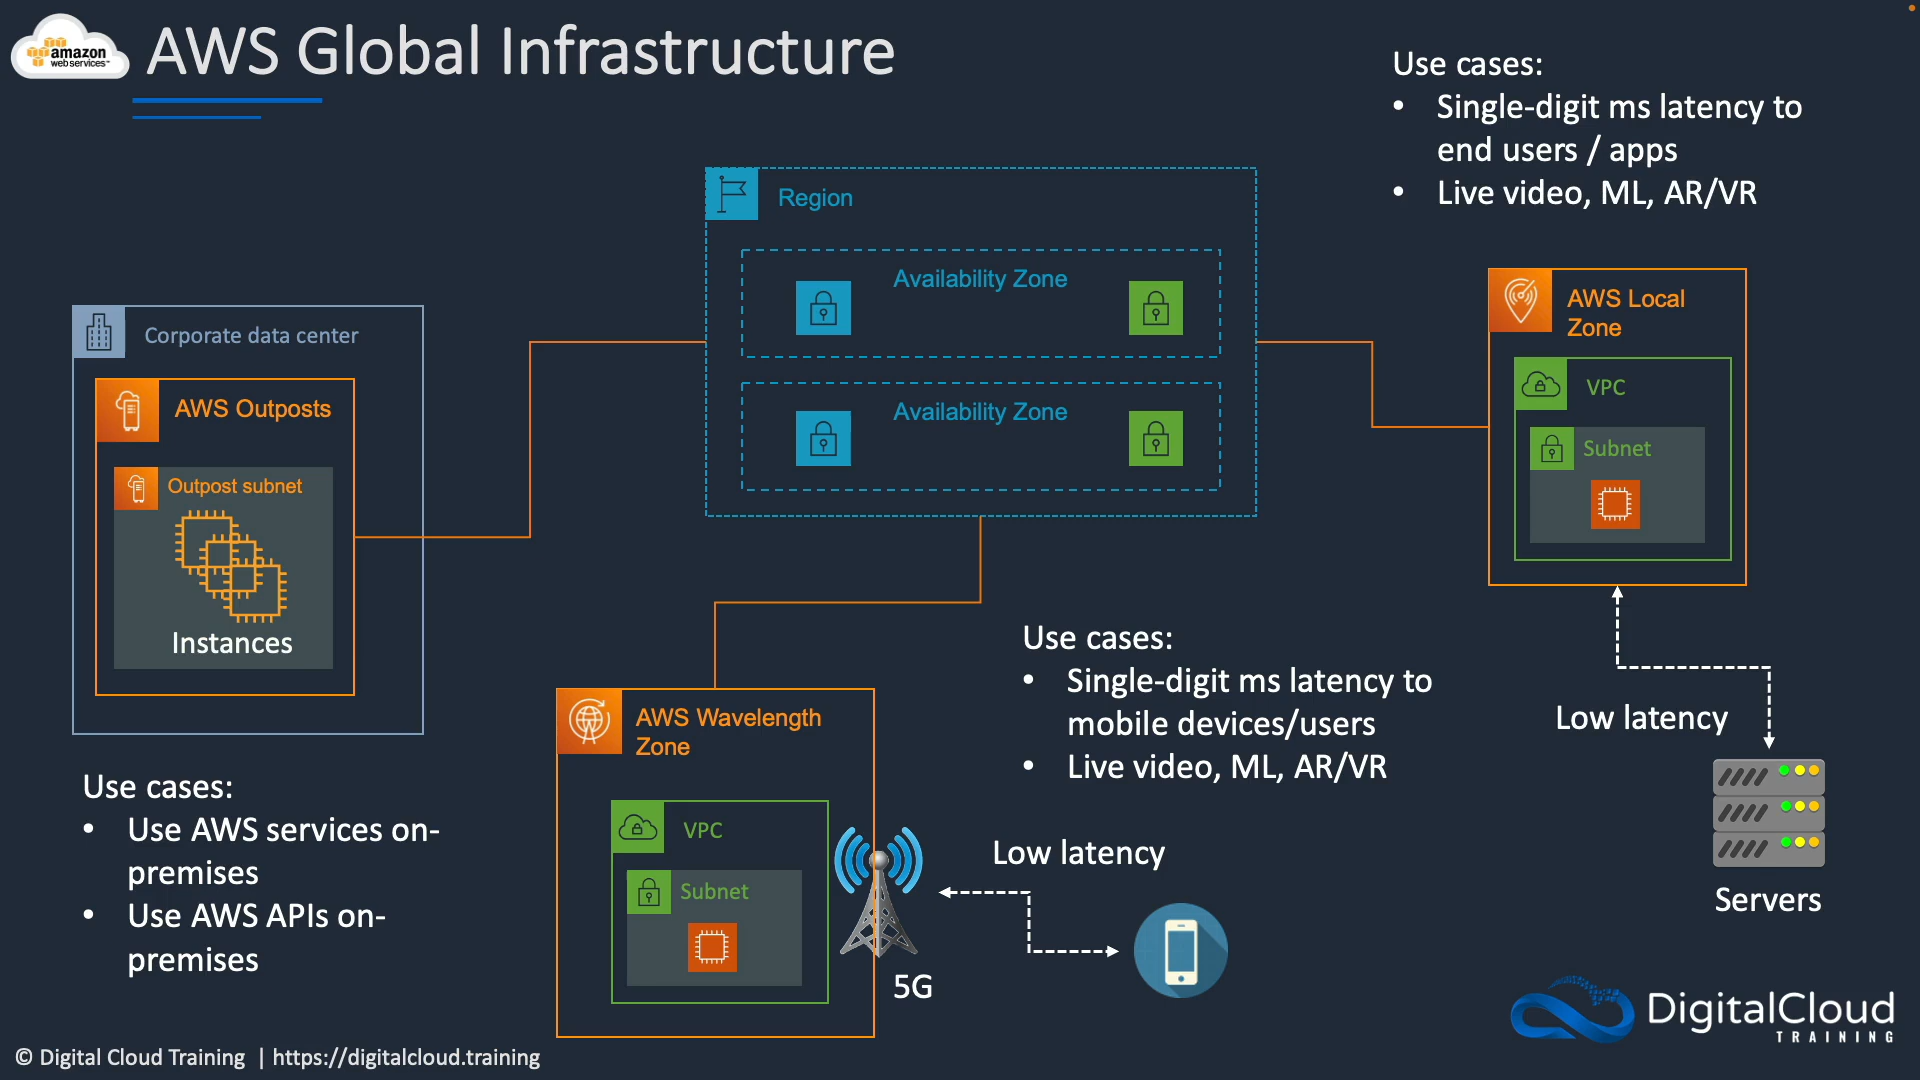 amazon
web services™
AWS Global Infrastructure
Use cases:
• Single-digit ms latency to
end users / apps
• Live video, ML, AR/VR
Region
Availability Zone
Availability Zone
Corporate data center
AWS Outposts
Outpost subnet
Instances
Use cases:
• Use AWS services on-
premises
• Use AWS APIs on-
premises
AWS Wavelength
Zone
VPC
Subnet
5G
Use cases:
• Single-digit ms latency to
mobile devices/users
• Live video, ML, AR/VR
Low latency
AWS Local
Zone
VPC
Subnet
Low latency
Servers
DigitalCloud
TRAINING
© Digital Cloud Training | https://digitalcloud.training